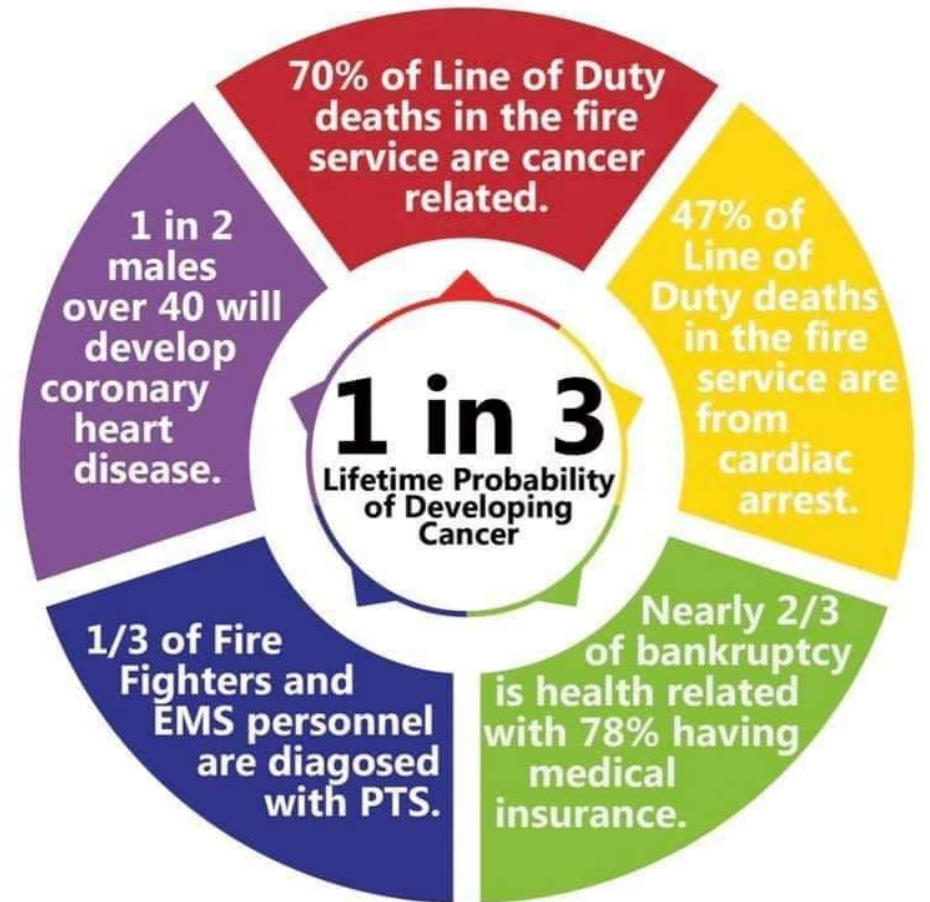 70% of Line of Duty
deaths in the fire
service are cancer
related.
47% of
Line of
Duty deaths
in the fire
service are
from
cardiac
arrest.
Nearly 2/3
of bankruptcy
is health related
with 78% having
medical
insurance.
1/3 of Fire
Fighters and
EMS personnel
are diagosed
with PTS.
1 in 2
males
over 40 will
develop
coronary
heart
disease.
1 in 3
Lifetime Probability
of Developing
Cancer